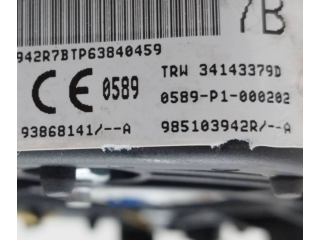 7B
942R7BTP63840459
CE 0589
TRW 34143379D
0589-P1-000202
93868141/--A
985103942R/--A